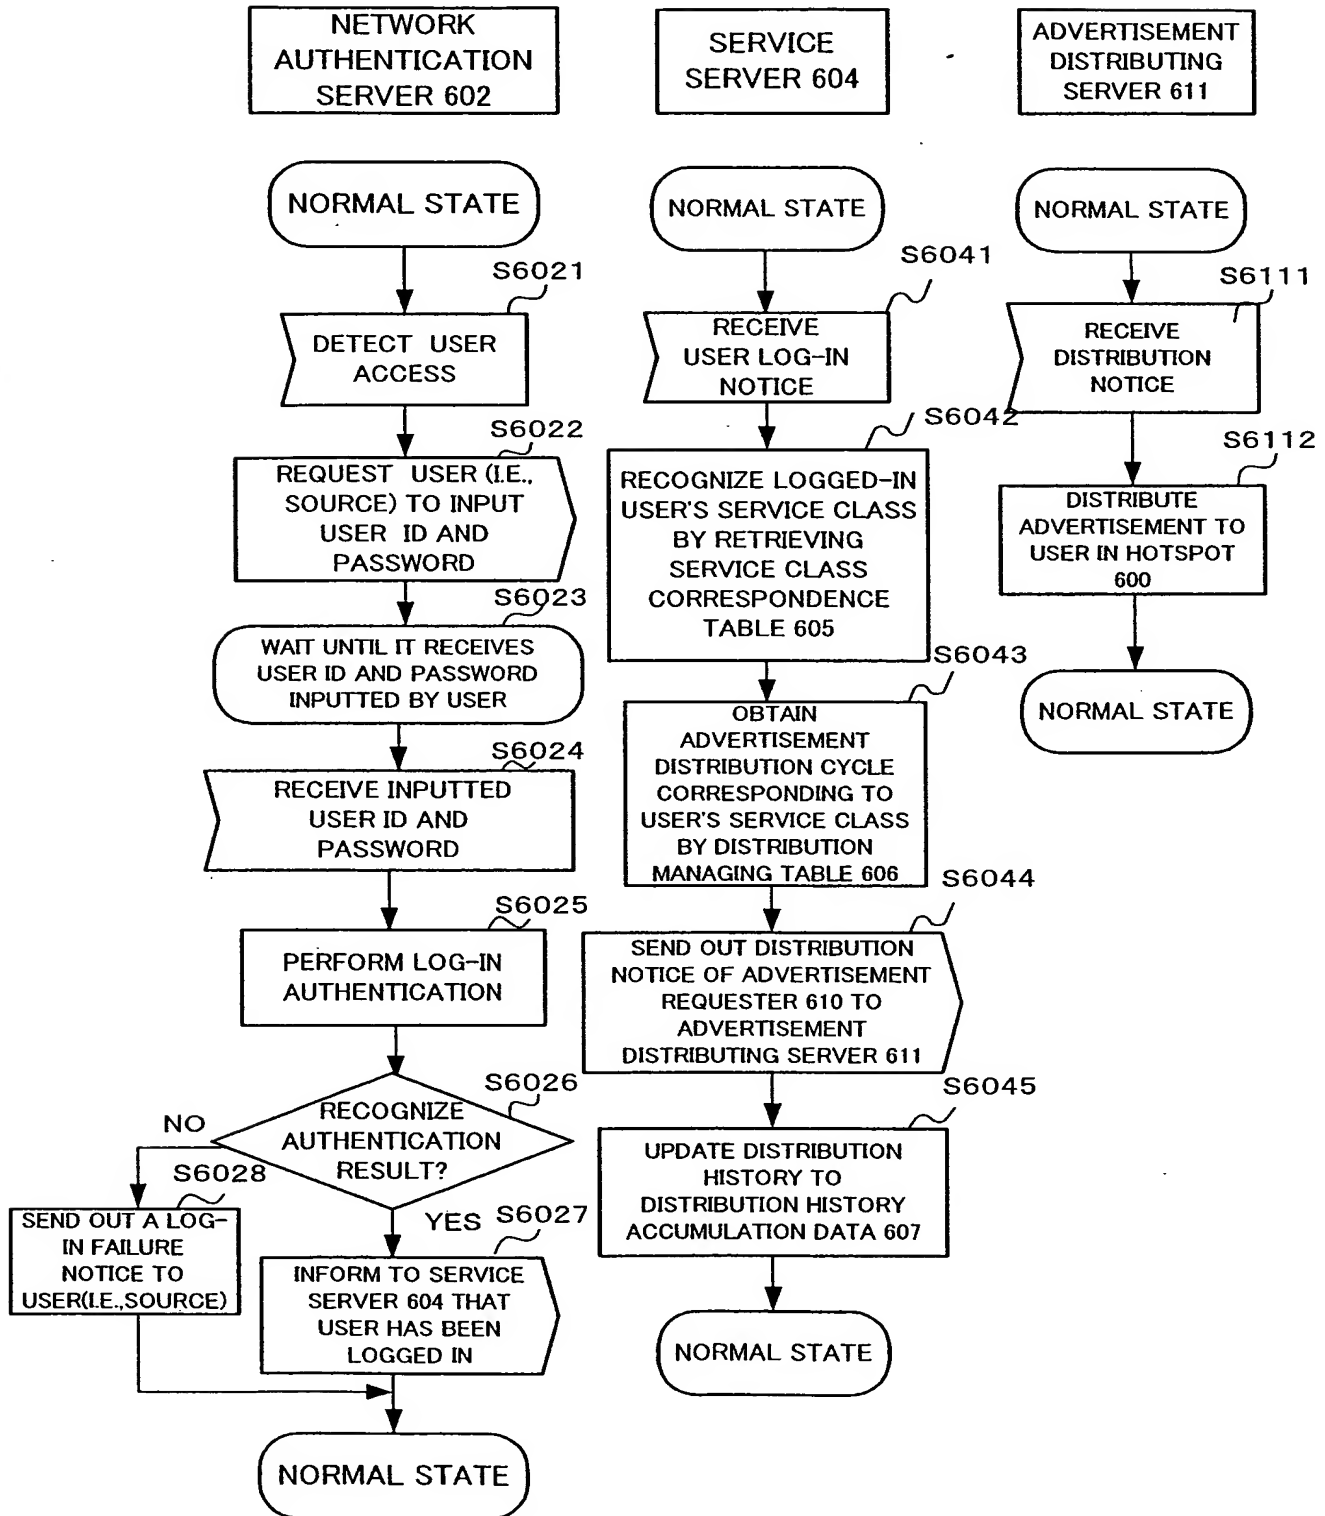 NETWORK
AUTHENTICATION
SERVER 602
NORMAL STATE
S6021
DETECT USER
ACCESS
S6022
REQUEST USER (I.E.,
SOURCE) TO INPUT
USER ID AND
PASSWORD
S6023
WAIT UNTIL IT RECEIVES
USER ID AND PASSWORD
INPUTTED BY USER
S6024
RECEIVE INPUTTED
USER ID AND
PASSWORD
S6025
PERFORM LOG-IN
AUTHENTICATION
S6026
RECOGNIZE
AUTHENTICATION
RESULT?
NO
S6028
SEND OUT A LOG-
IN FAILURE
NOTICE TO
USER(I.E.,SOURCE)
YES
S6027
INFORM TO SERVICE
SERVER 604 THAT
USER HAS BEEN
LOGGED IN
NORMAL STATE
SERVICE
SERVER 604
NORMAL STATE
S6041
RECEIVE
USER LOG-IN
NOTICE
S6042
RECOGNIZE LOGGED-IN
USER'S SERVICE CLASS
BY RETRIEVING
SERVICE CLASS
CORRESPONDENCE
TABLE 605
S6043
OBTAIN
ADVERTISEMENT
DISTRIBUTION CYCLE
CORRESPONDING TO
USER'S SERVICE CLASS
BY DISTRIBUTION
MANAGING TABLE 606
S6044
SEND OUT DISTRIBUTION
NOTICE OF ADVERTISEMENT
REQUESTER 610 TO
ADVERTISEMENT
DISTRIBUTING SERVER 611
S6045
UPDATE DISTRIBUTION
HISTORY TO
DISTRIBUTION HISTORY
ACCUMULATION DATA 607
NORMAL STATE
ADVERTISEMENT
DISTRIBUTING
SERVER 611
NORMAL STATE
S6111
RECEIVE
DISTRIBUTION
NOTICE
S6112
DISTRIBUTE
ADVERTISEMENT TO
USER IN HOTSPOT
600
NORMAL STATE